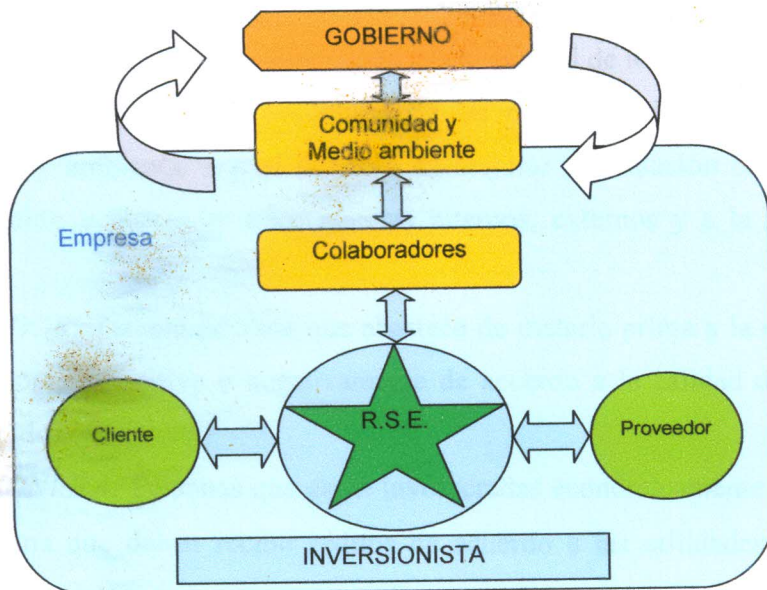 GOBIERNO
Comunidad y
Medio ambiente
Empresa
Colaboradores
Cliente
R.S.E.
Proveedor
INVERSIONISTA